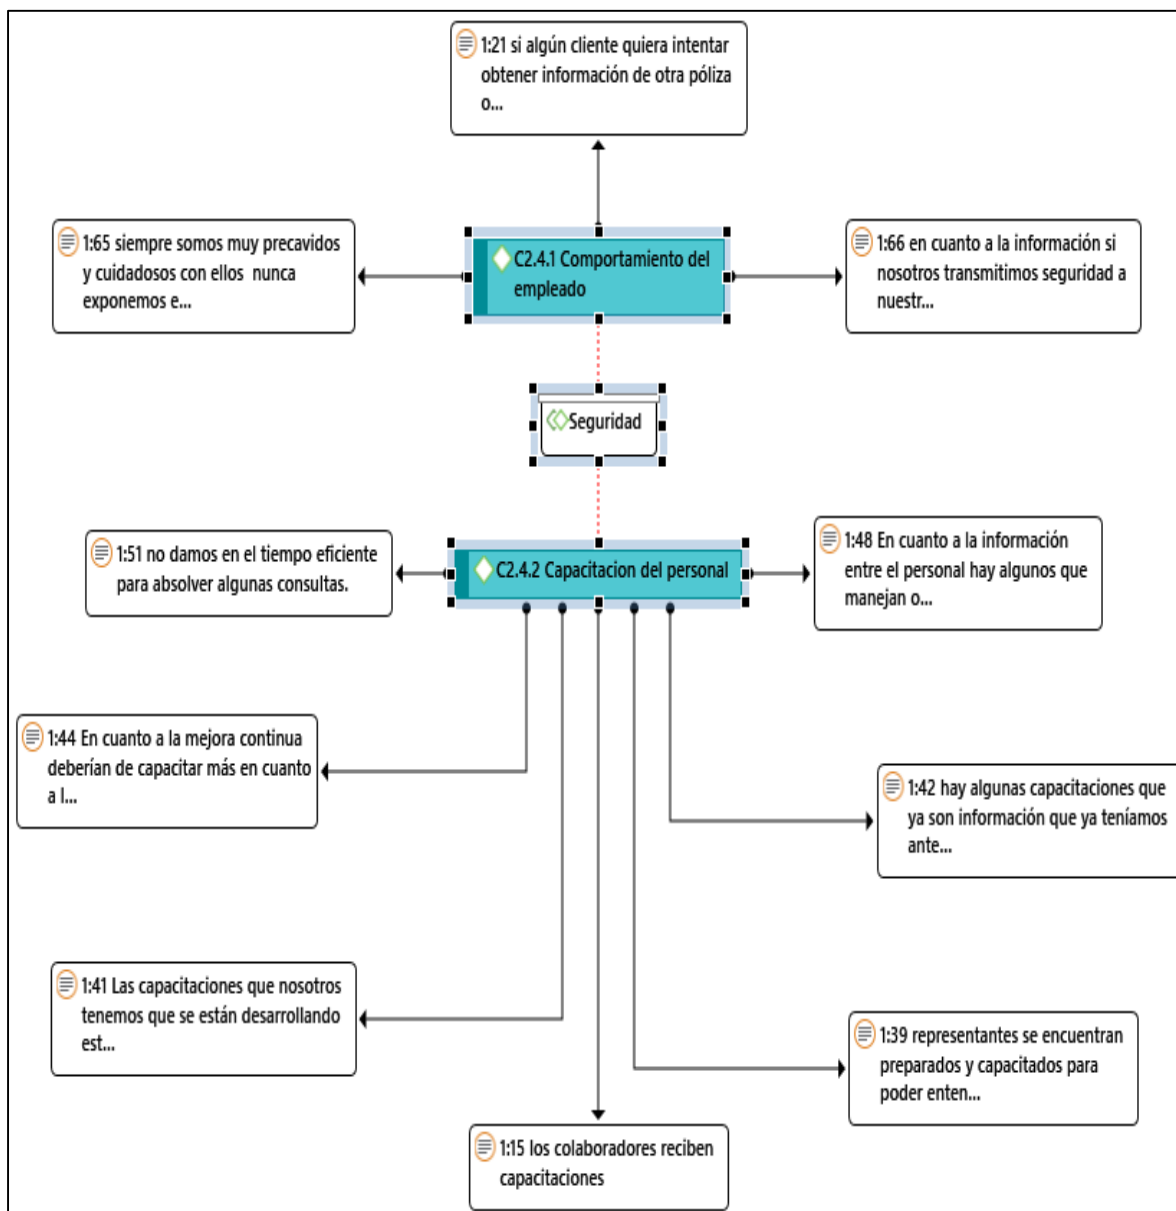 1:21 si algún cliente quiera intentar
obtener información de otra póliza
o...
1:65 siempre somos muy precavidos
y cuidadosos con ellos nunca
exponemos e...
C2.4.1 Comportamiento del
empleado
1:66 en cuanto a la información si
nosotros transmitimos seguridad a
nuestr...
Seguridad
1:51 no damos en el tiempo eficiente
para absolver algunas consultas.
C2.4.2 Capacitacion del personal
1:48 En cuanto a la información
entre el personal hay algunos que
manejan o...
1:44 En cuanto a la mejora continua
deberían de capacitar más en cuanto
a l...
1:42 hay algunas capacitaciones que
ya son información que ya teníamos
ante...
1:41 Las capacitaciones que nosotros
tenemos que se están desarrollando
est...
1:39 representantes se encuentran
preparados y capacitados para
poder enten...
1:15 los colaboradores reciben
capacitaciones